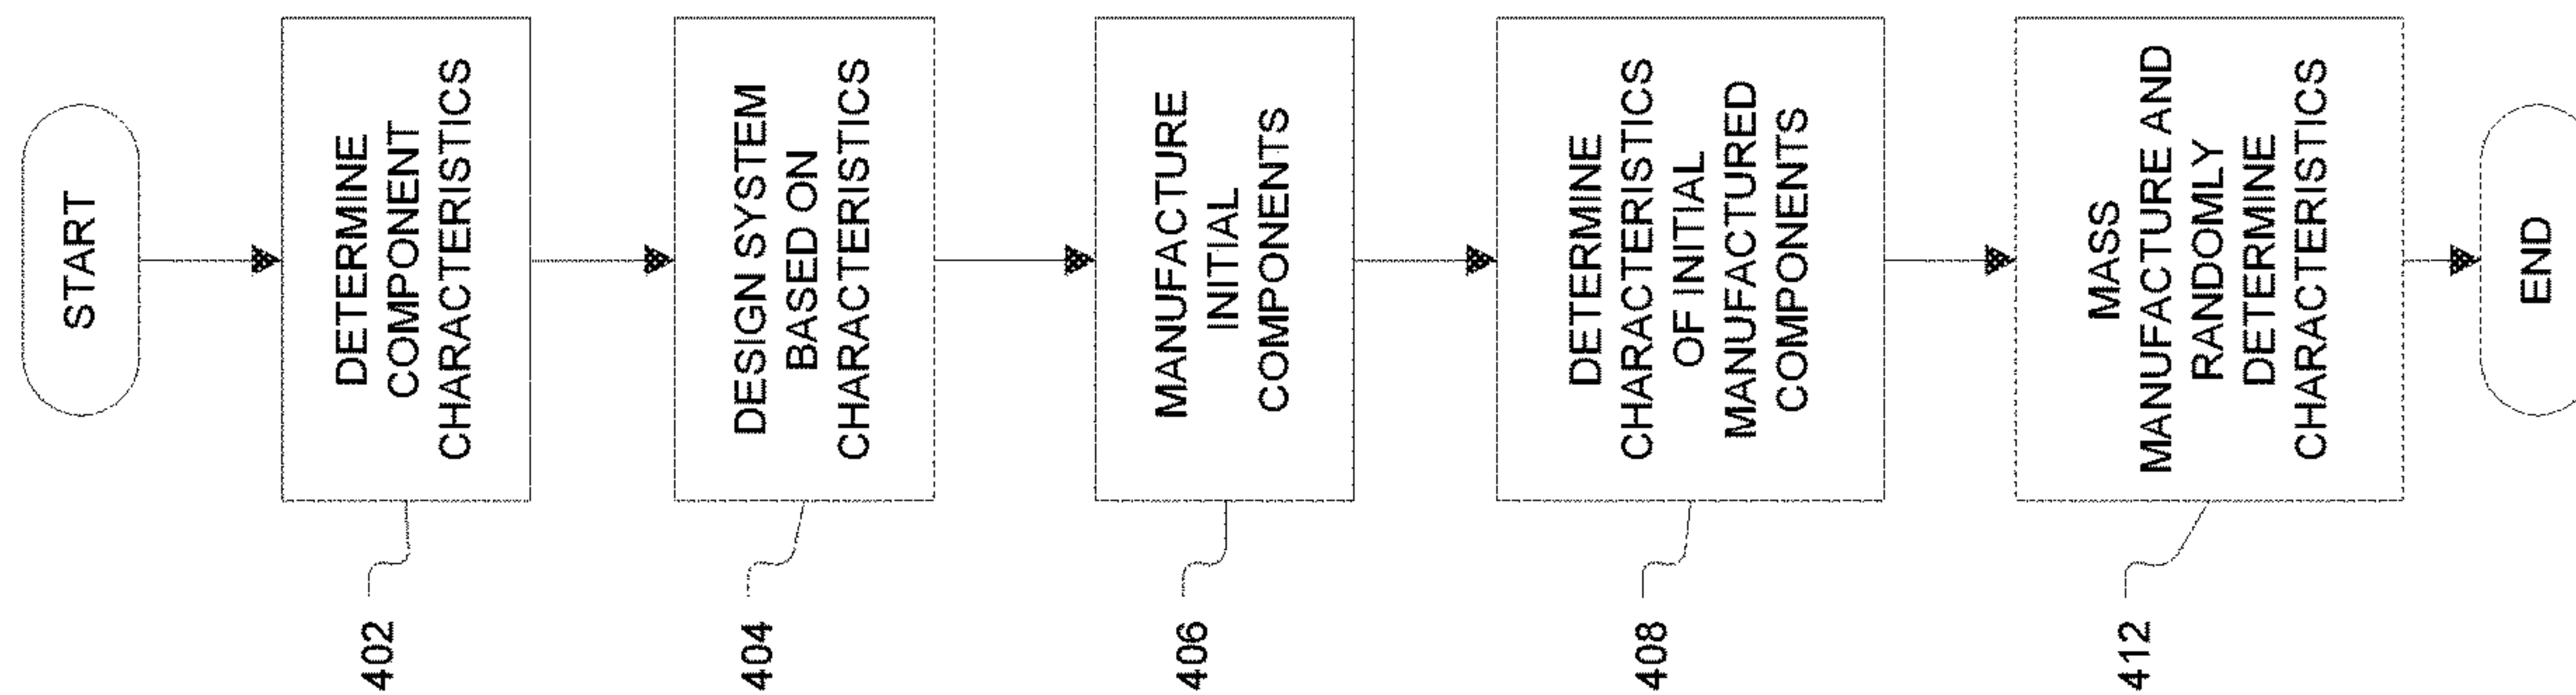 START
402
DETERMINE
COMPONENT
CHARACTERISTICS
404
DESIGN SYSTEM
BASED ON
CHARACTERISTICS
406
MANUFACTURE
INITIAL
COMPONENTS
408
DETERMINE
CHARACTERISTICS
OF INITIAL
MANUFACTURED
COMPONENTS
412
MASS
MANUFACTURE AND
RANDOMLY
DETERMINE
CHARACTERISTICS
END